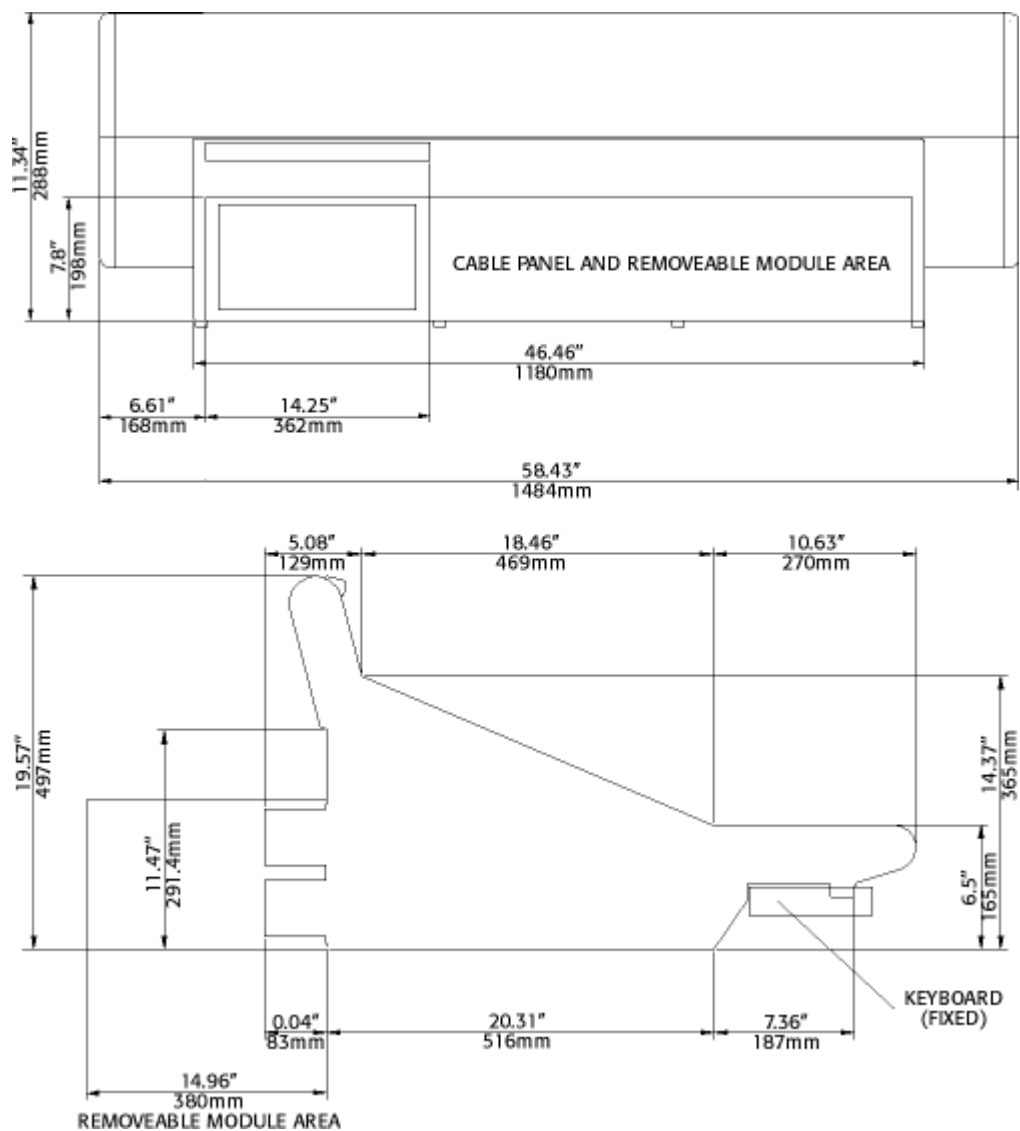 11.34″
288mm
7.8″
198mm
CABLE PANEL AND REMOVEABLE MODULE AREA
46.46″
1180mm
6.61″
168mm
14.25″
362mm
58.43″
1484mm
5.08″
129mm
18.46″
469mm
10.63″
270mm
19.57″
497mm
11.47″
291.4mm
14.37″
365mm
6.5″
165mm
KEYBOARD
(FIXED)
0.04″
83mm
20.31″
516mm
7.36″
187mm
14.96″
380mm
REMOVEABLE MODULE AREA